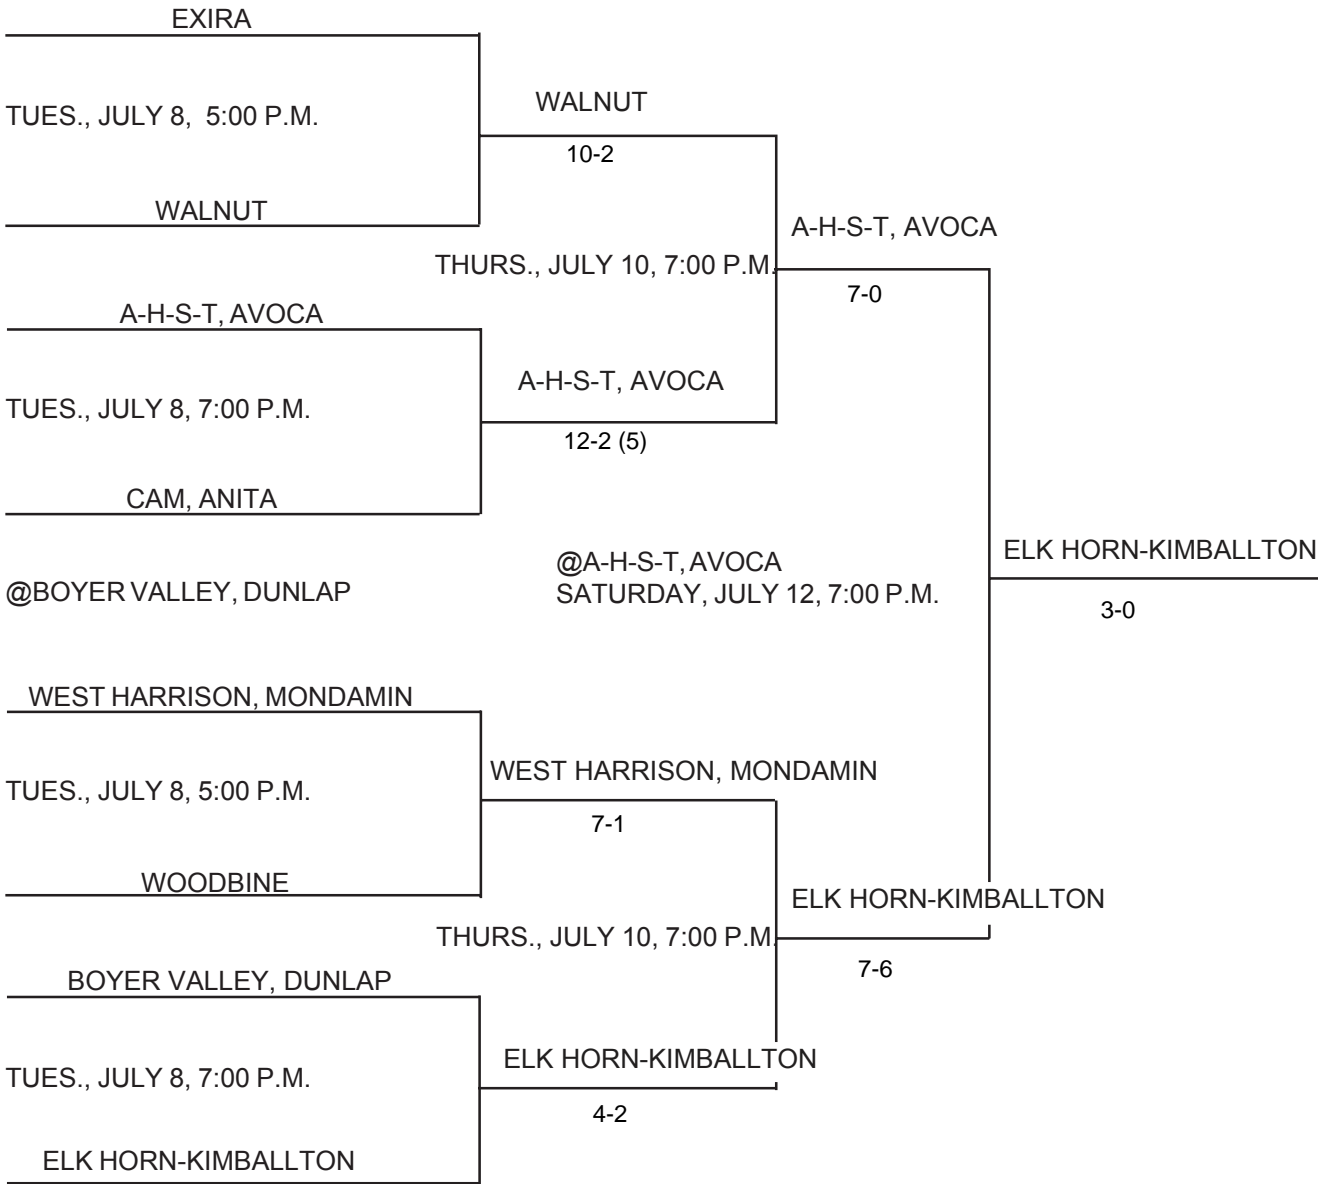 EXIRA
TUES., JULY 8, 5:00 P.M.
WALNUT
10-2
WALNUT
A-H-S-T, AVOCA
THURS., JULY 10, 7:00 P.M.
7-0
A-H-S-T, AVOCA
A-H-S-T, AVOCA
TUES., JULY 8, 7:00 P.M.
12-2 (5)
CAM, ANITA
ELK HORN-KIMBALLTON
@A-H-S-T, AVOCA
@BOYER VALLEY, DUNLAP
SATURDAY, JULY 12, 7:00 P.M.
3-0
WEST HARRISON, MONDAMIN
WEST HARRISON, MONDAMIN
TUES., JULY 8, 5:00 P.M.
7-1
WOODBINE
ELK HORN-KIMBALLTON
THURS., JULY 10, 7:00 P.M.
7-6
BOYER VALLEY, DUNLAP
ELK HORN-KIMBALLTON
TUES., JULY 8, 7:00 P.M.
4-2
ELK HORN-KIMBALLTON